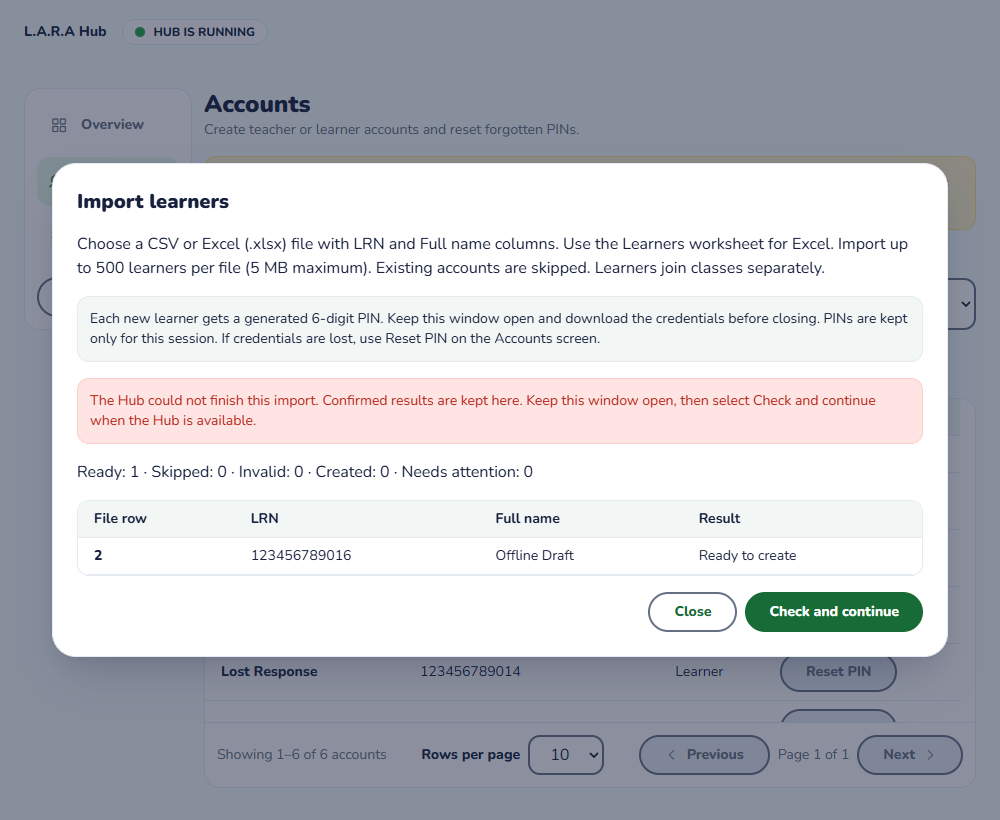 L.A.R.A Hub
HUB IS RUNNING
Overview
Accounts
Create teacher or learner accounts and reset forgotten PINs.
Import learners
Choose a CSV or Excel (.xlsx) file with LRN and Full name columns. Use the Learners worksheet for Excel. Import up
to 500 learners per file (5 MB maximum). Existing accounts are skipped. Learners join classes separately.
Each new learner gets a generated 6-digit PIN. Keep this window open and download the credentials before closing. PINs are kept
only for this session. If credentials are lost, use Reset PIN on the Accounts screen.
The Hub could not finish this import. Confirmed results are kept here. Keep this window open, then select Check and continue
when the Hub is available.
Ready: 1 · Skipped: 0 · Invalid: 0 · Created: 0 · Needs attention: 0
File row LRN Full name Result
2 123456789016 Offline Draft Ready to create
Close Check and continue
Lost Response 123456789014 Learner Reset PIN
Showing 1–6 of 6 accounts Rows per page 10 Previous Page 1 of 1 Next